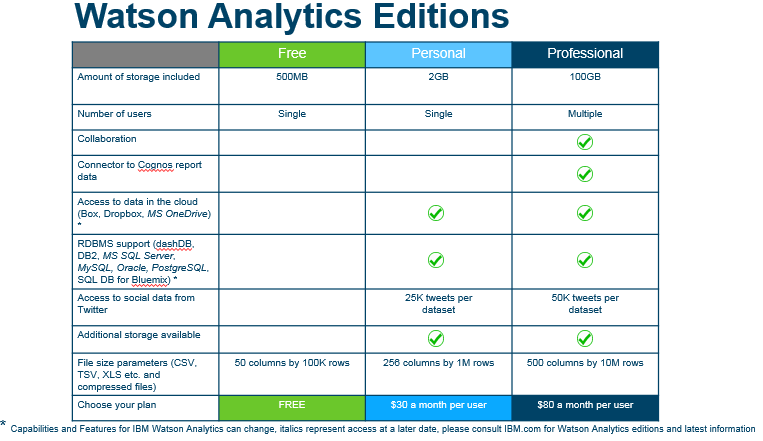 Watson Analytics Editions
Free Personal Professional
Amount of storage included 500MB 2GB 100GB
Number of users Single Single Multiple
Collaboration
Connector to Cognos report
data
Access to data in the cloud
(Box, Dropbox, MS OneDrive)
*
RDBMS support (dashDB,
DB2, MS SQL Server,
MySQL, Oracle, PostgreSQL,
SQL DB for Bluemix) *
Access to social data from 25K tweets per 50K tweets per
Twitter dataset dataset
Additional storage available
File size parameters (CSV, 50 columns by 100K rows 256 columns by 1M rows 500 columns by 10M rows
TSV, XLS etc. and
compressed files)
Choose your plan FREE $30 a month per user $80 a month per user
* Capabilities and Features for IBM Watson Analytics can change, italics represent access at a later date, please consult IBM.com for Watson Analytics editions and latest information